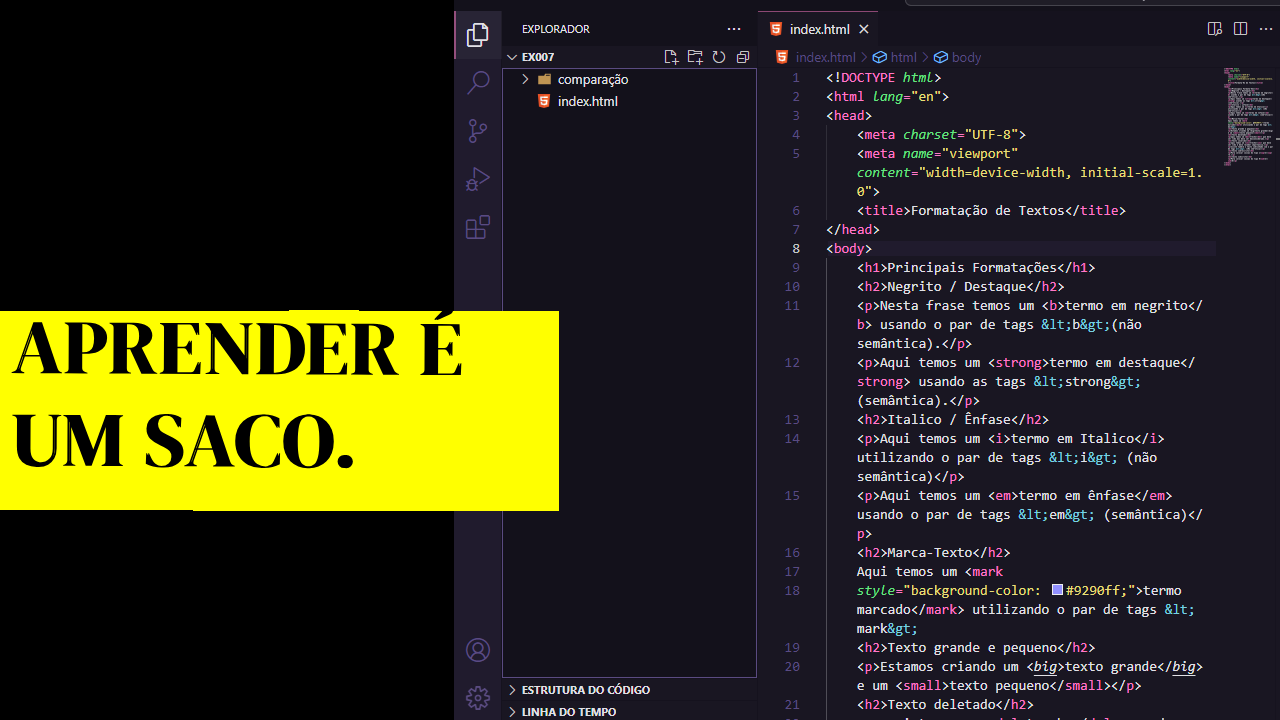 APRENDER É
UM SACO.
EXPLORADOR
EX007
comparação
index.html
ESTRUTURA DO CÓDIGO
LINHA DO TEMPO
index.html
index.html > html > body
1 <!DOCTYPE html>
2 <html lang="en">
3 <head>
4 <meta charset="UTF-8">
5 <meta name="viewport"
content="width=device-width, initial-scale=1.
0">
6 <title>Formatação de Textos</title>
7 </head>
8 <body>
9 <h1>Principais Formatações</h1>
10 <h2>Negrito / Destaque</h2>
11 <p>Nesta frase temos um <b>termo em negrito</
b> usando o par de tags &lt;b&gt;(não
semântica).</p>
12 <p>Aqui temos um <strong>termo em destaque</
strong> usando as tags &lt;strong&gt;
(semântica).</p>
13 <h2>Italico / Ênfase</h2>
14 <p>Aqui temos um <i>termo em Italico</i>
utilizando o par de tags &lt;i&gt; (não
semântica)</p>
15 <p>Aqui temos um <em>termo em ênfase</em>
usando o par de tags &lt;em&gt; (semântica)</
p>
16 <h2>Marca-Texto</h2>
17 Aqui temos um <mark
18 style="background-color: #9290ff;">termo
marcado</mark> utilizando o par de tags &lt;
mark&gt;
19 <h2>Texto grande e pequeno</h2>
20 <p>Estamos criando um <big>texto grande</big>
e um <small>texto pequeno</small></p>
21 <h2>Texto deletado</h2>